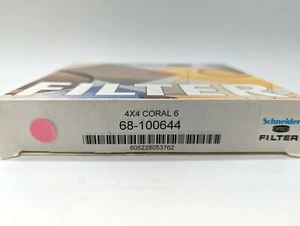 FILTER
4X4 CORAL 6
68-100644
605228053762
Schneider
FILTER